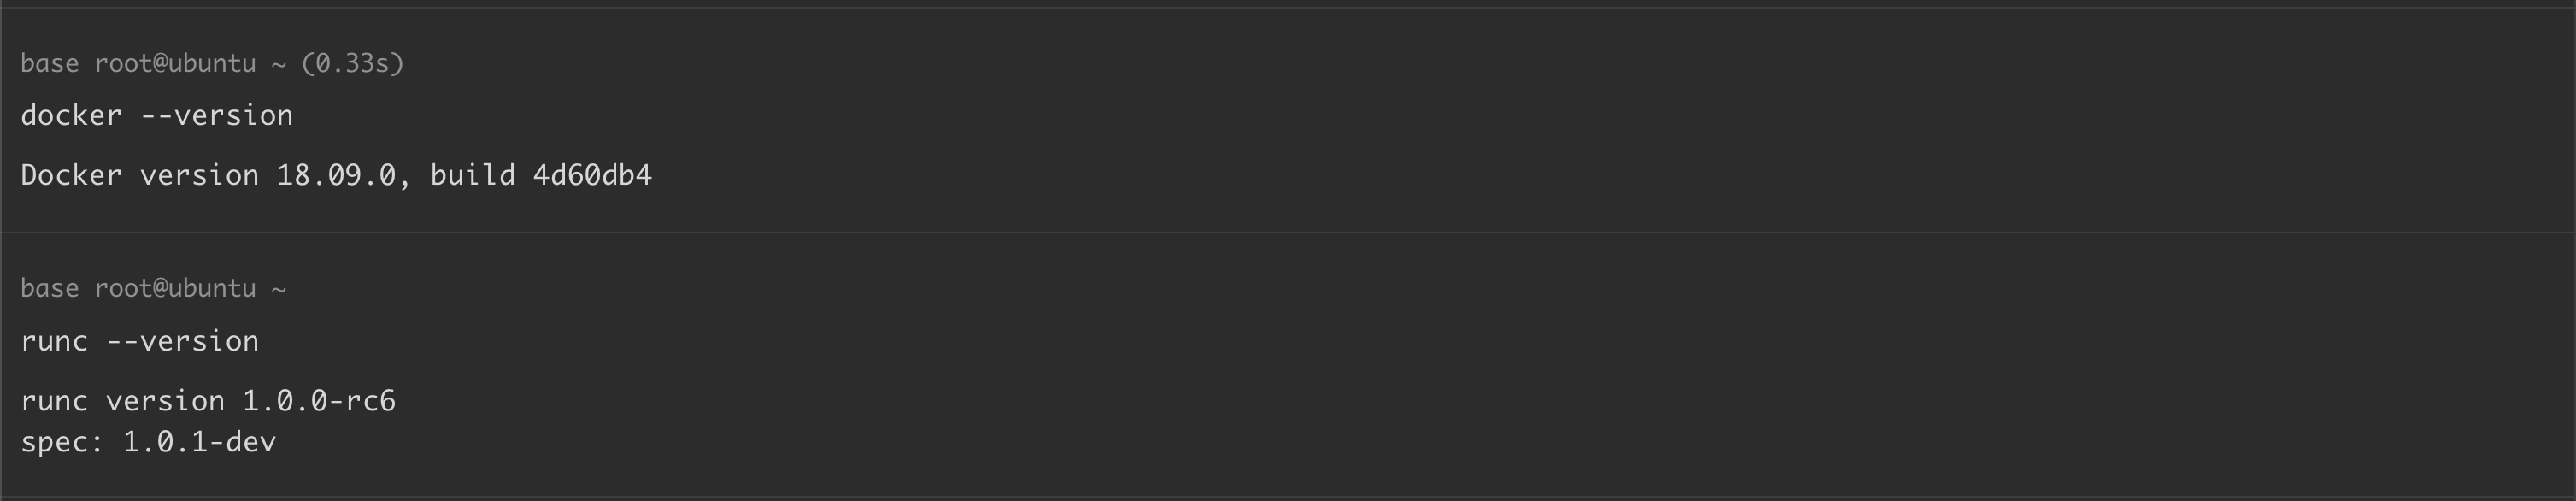 base root@ubuntu ~ (0.33s)
docker --version
Docker version 18.09.0, build 4d60db4
base root@ubuntu ~
runc --version
runc version 1.0.0-rc6
spec: 1.0.1-dev